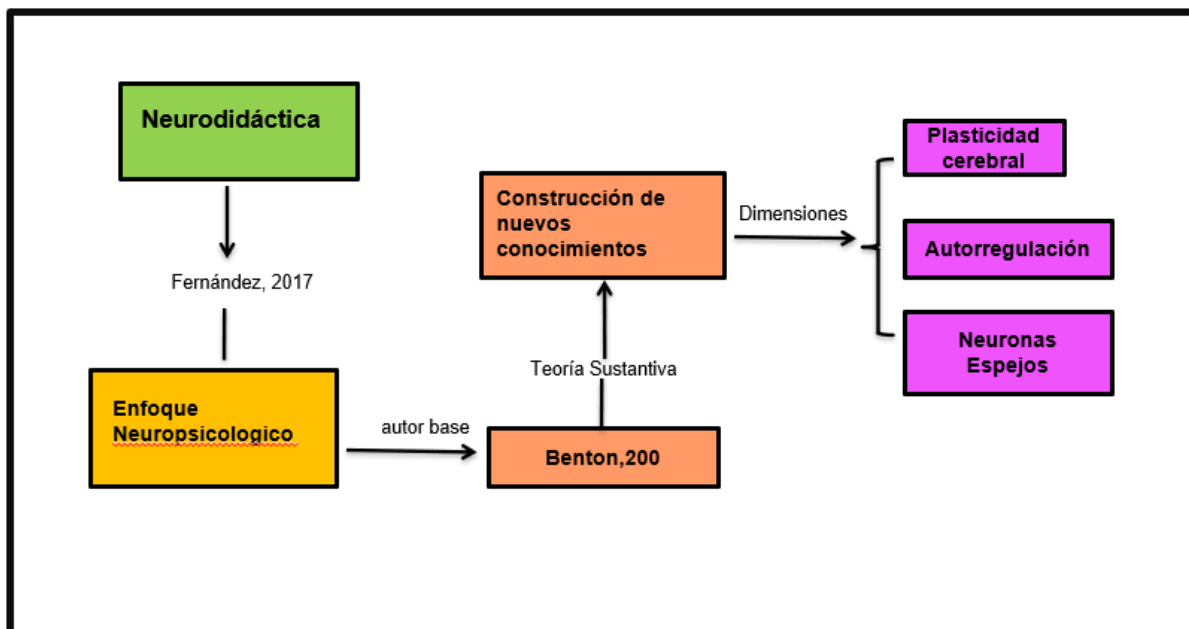 Neurodidáctica
Fernández, 2017
Enfoque
Neuropsicologico
autor base
Benton,200
Teoría Sustantiva
Construcción de
nuevos
conocimientos
Dimensiones
Plasticidad
cerebral
Autorregulación
Neuronas
Espejos